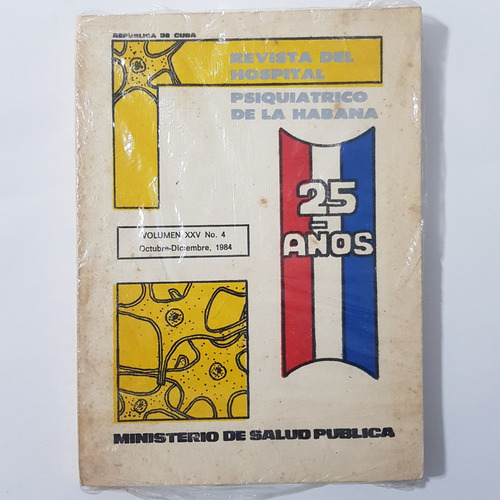 REPUBLICA DE CUBA
REVISTA DEL
HOSPITAL
PSIQUIATRICO
DE LA HABANA
25
AÑOS
VOLUMEN XXV No. 4
Octubre-Diciembre, 1984
MINISTERIO DE SALUD PUBLICA